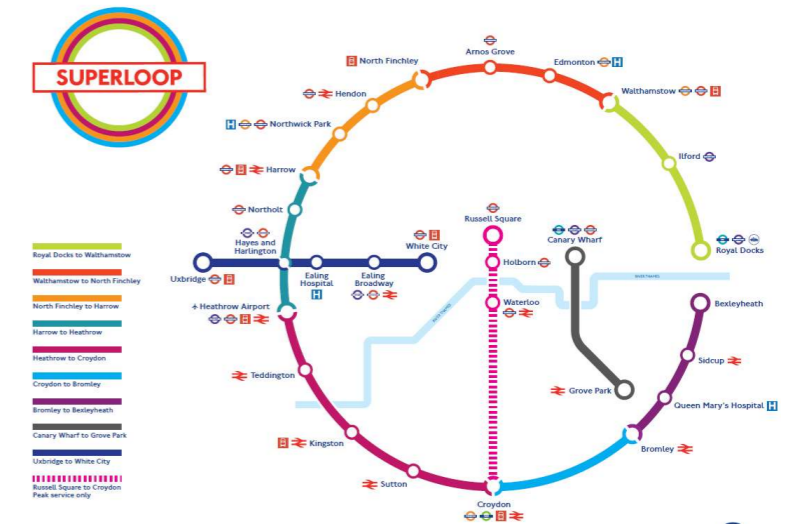 SUPERLOOP
North Finchley
Arnos Grove
Edmonton
H
Walthamstow
Hendon
H
Northwick Park
Ilford
Harrow
Northolt
Hayes and
Harlington
Russell Square
White City
Canary Wharf
Royal Docks
Uxbridge
Ealing
Hospital
H
Ealing
Broadway
Holborn
Waterloo
Heathrow Airport
Bexleyheath
Teddington
Sidcup
Grove Park
Queen Mary's Hospital
H
Kingston
Bromley
Sutton
Croydon
Royal Docks to Walthamstow
Walthamstow to North Finchley
North Finchley to Harrow
Harrow to Heathrow
Heathrow to Croydon
Croydon to Bromley
Bromley to Bexleyheath
Canary Wharf to Grove Park
Uxbridge to White City
Russell Square to Croydon
Peak service only